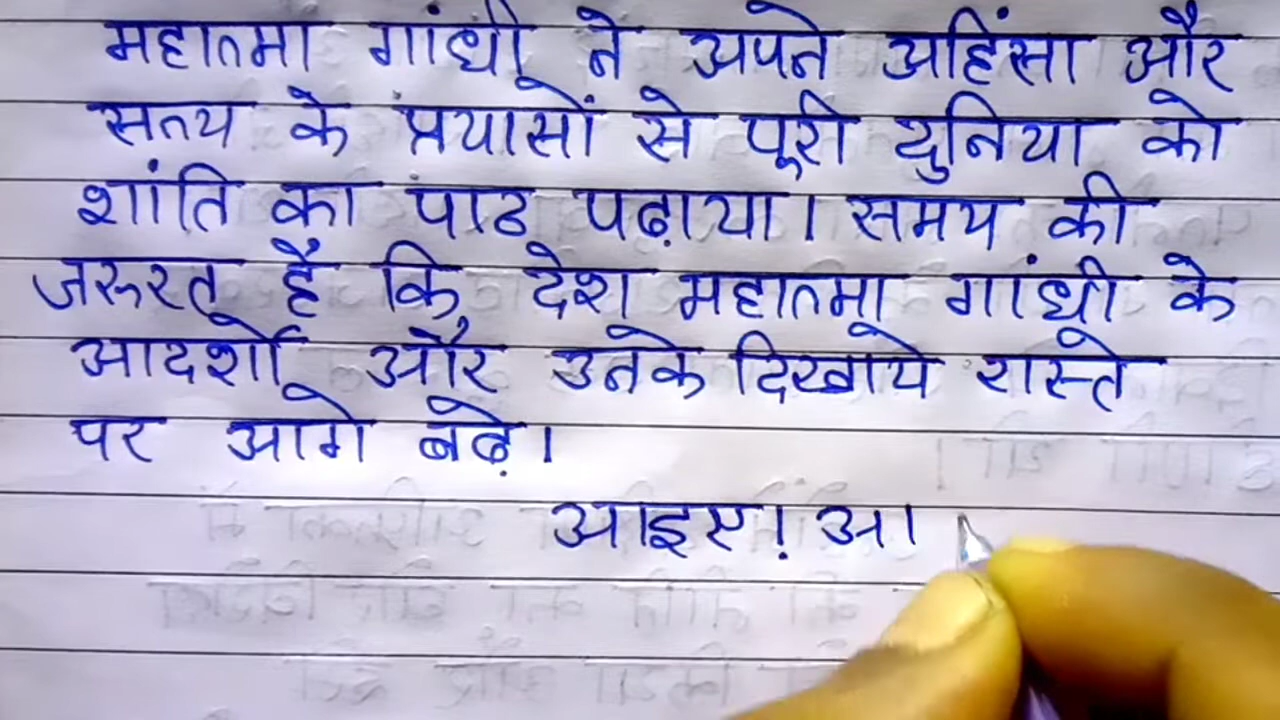 महात्मा गांधी ने अपने अहिंसा और
सत्य के प्रयासों से पूरी दुनिया को
शांति का पाठ पढ़ाया। समय की
जरुरत है कि देश महात्मा गांधी के
आदर्शों और उनके दिखाये रास्ते
पर आगे बढ़े।
आइए! आ